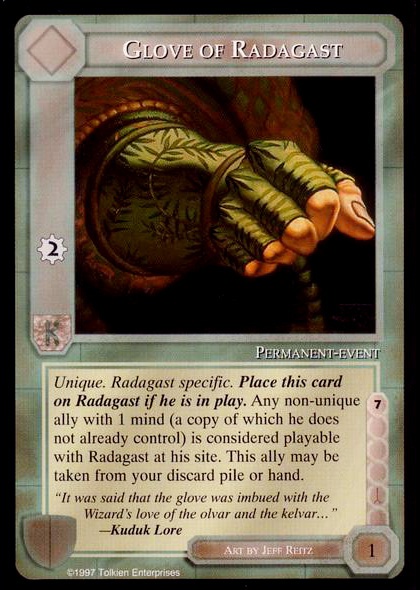 GLOVE OF RADAGAST
2
K
PERMANENT-EVENT
Unique. Radagast specific. Place this card
on Radagast if he is in play. Any non-unique
ally with 1 mind (a copy of which he does
not already control) is considered playable
with Radagast at his site. This ally may be
taken from your discard pile or hand.
“It was said that the glove was imbued with the
Wizard’s love of the olvar and the kelvar…”
—Kuduk Lore
7
ART BY JEFF REITZ
1
©1997 Tolkien Enterprises